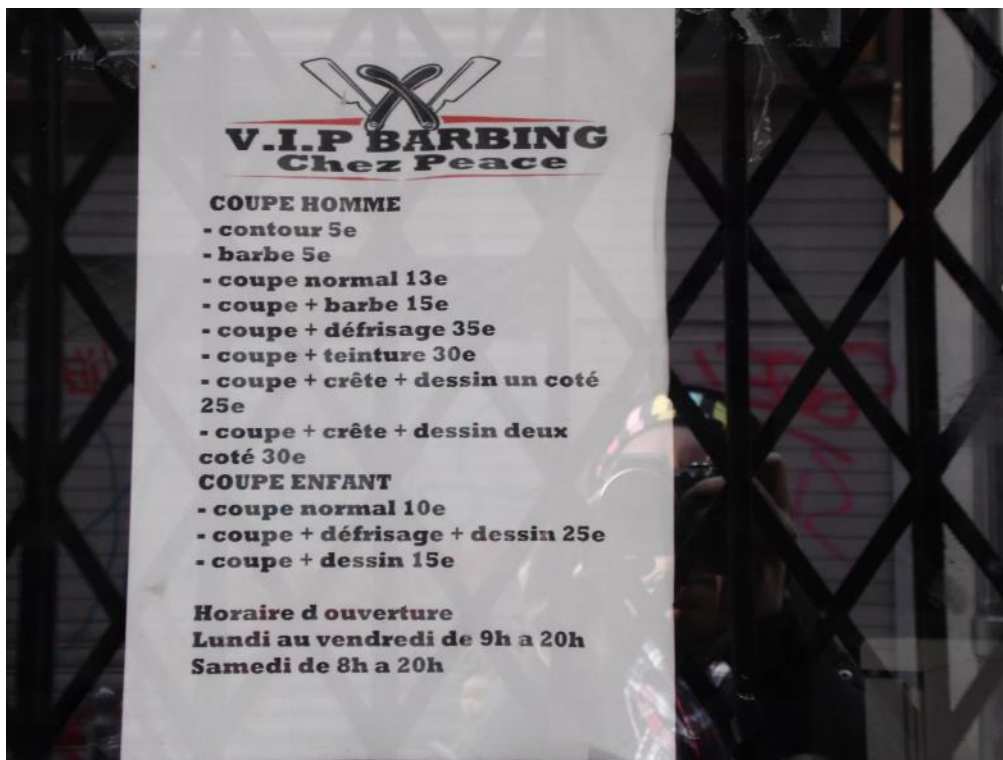 V.I.P BARBING
Chez Peace
COUPE HOMME
- contour 5e
- barbe 5e
- coupe normal 13e
- coupe + barbe 15e
- coupe + défrisage 35e
- coupe + teinture 30e
- coupe + crête + dessin un coté
25e
- coupe + crête + dessin deux
coté 30e
COUPE ENFANT
- coupe normal 10e
- coupe + défrisage + dessin 25e
- coupe + dessin 15e
Horaire d ouverture
Lundi au vendredi de 9h a 20h
Samedi de 8h a 20h